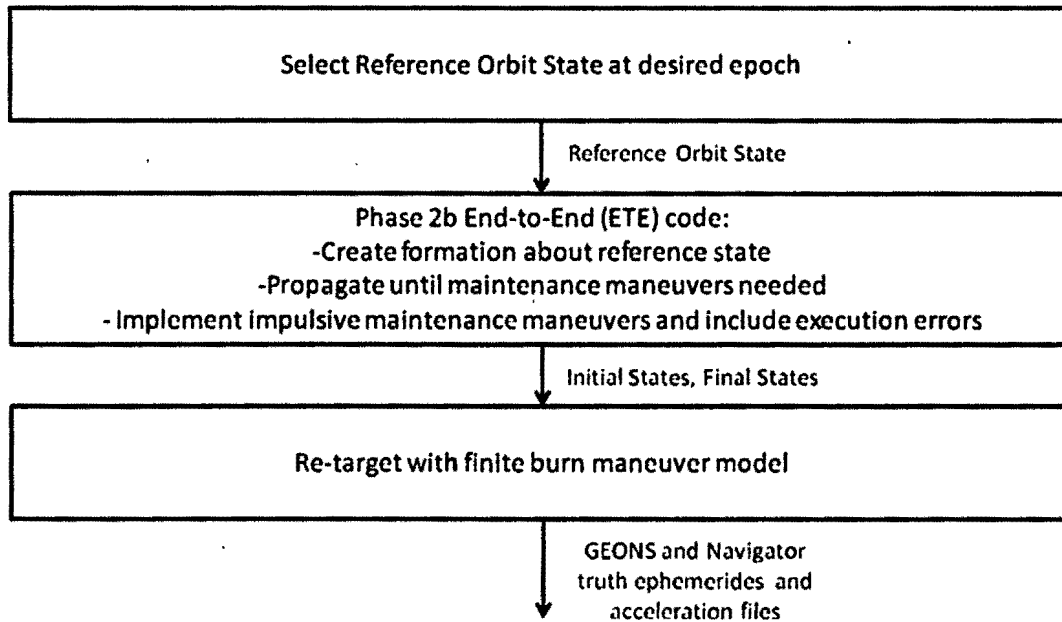 Select Reference Orbit State at desired epoch
Reference Orbit State
Phase 2b End-to-End (ETE) code:
-Create formation about reference state
-Propagate until maintenance maneuvers needed
- Implement impulsive maintenance maneuvers and include execution errors
Initial States, Final States
Re-target with finite burn maneuver model
GEONS and Navigator
truth ephemerides and
acceleration files